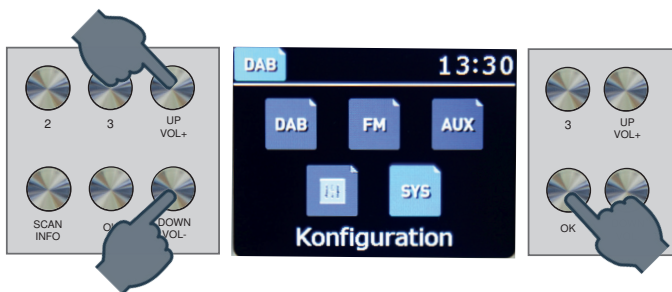 2
3
UP
VOL+
SCAN
INFO
DOWN
VOL-
DAB
13:30
DAB
FM
AUX
SYS
Konfiguration
3
UP
VOL+
OK